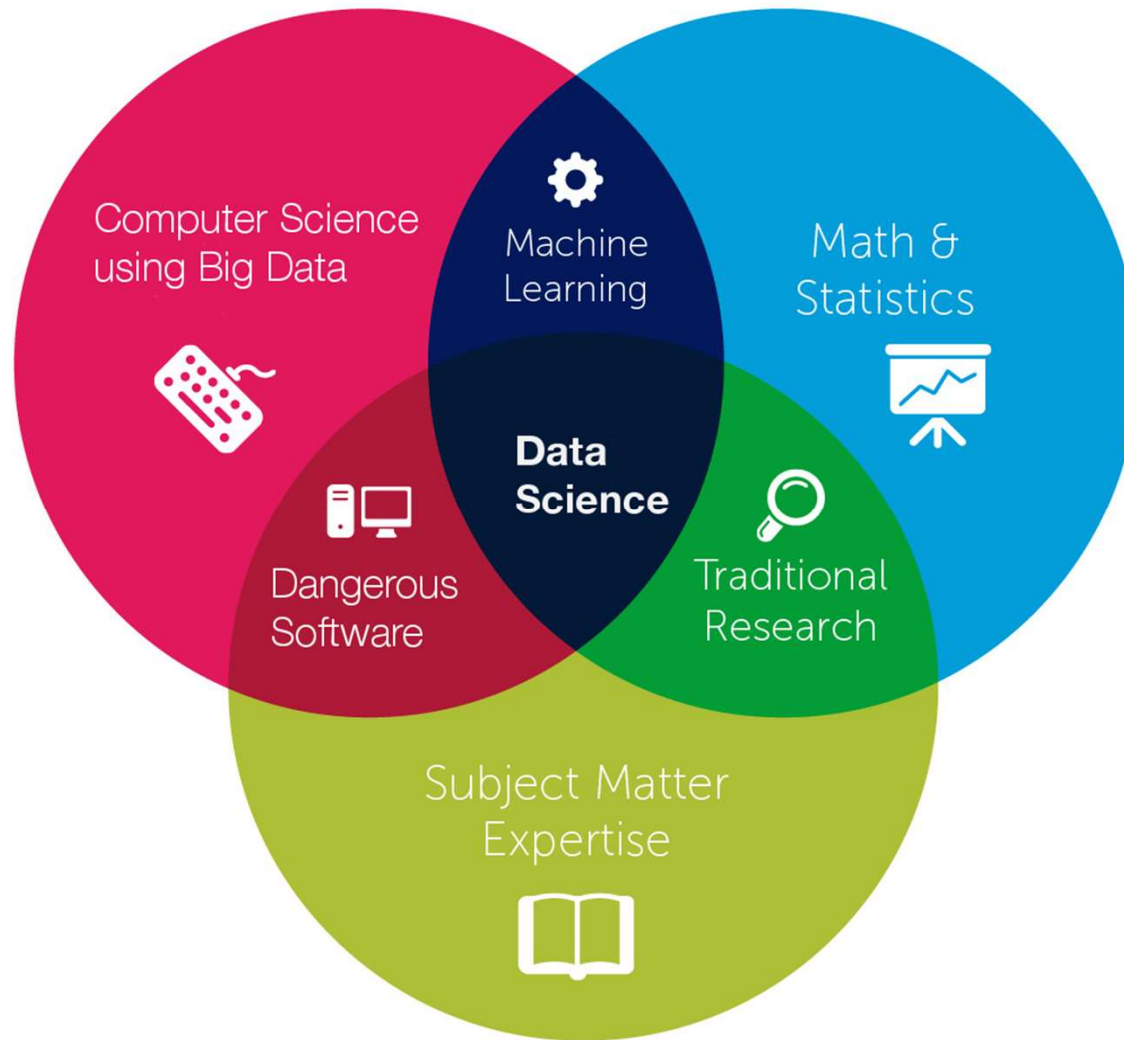 Computer Science
using Big Data
Machine
Learning
Math &
Statistics
Data
Science
Dangerous
Software
Traditional
Research
Subject Matter
Expertise